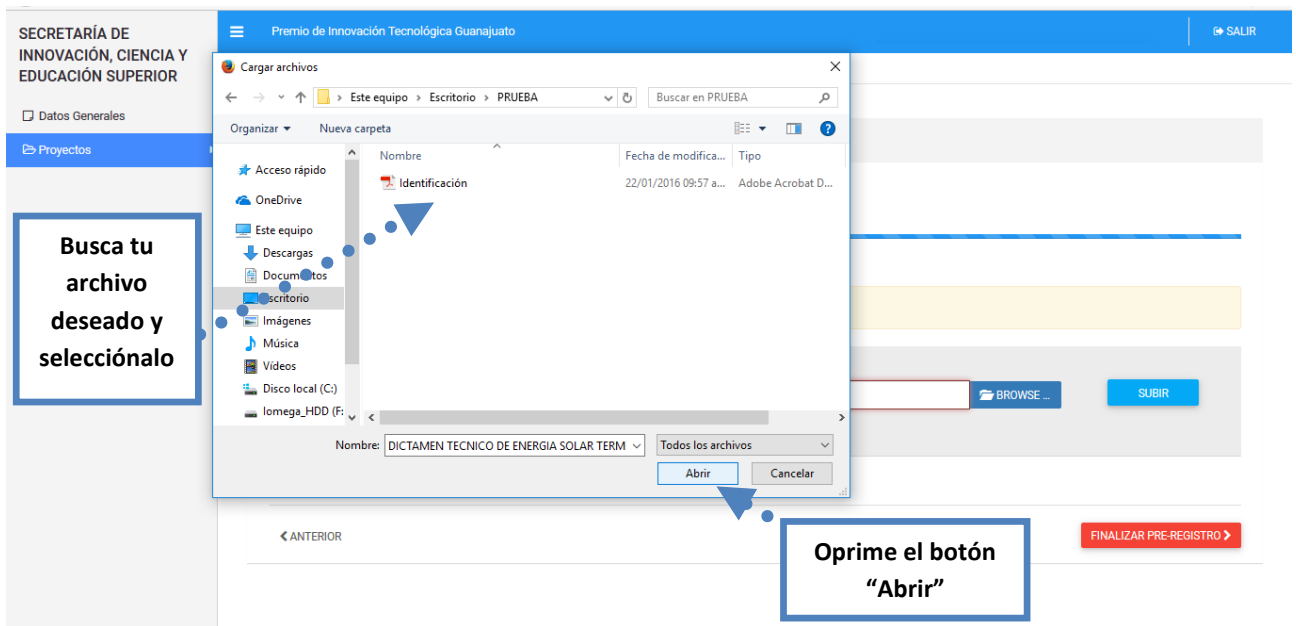 SECRETARÍA DE
INNOVACIÓN, CIENCIA Y
EDUCACIÓN SUPERIOR
Datos Generales
Proyectos
Premio de Innovación Tecnológica Guanajuato
SALIR
Cargar archivos
Este equipo > Escritorio > PRUEBA
Buscar en PRUEBA
Organizar
Nueva carpeta
Nombre
Fecha de modifica...
Tipo
Acceso rápido
OneDrive
Este equipo
Descargas
Documentos
Escritorio
Imágenes
Música
Vídeos
Disco local (C:)
Iomega_HDD (F:
Identificación
22/01/2016 09:57 a...
Adobe Acrobat D...
Nombre:
DICTAMEN TECNICO DE ENERGIA SOLAR TERM
Todos los archivos
Abrir
Cancelar
Busca tu
archivo
deseado y
selecciónalo
BROWSE ...
SUBIR
ANTERIOR
FINALIZAR PRE-REGISTRO
Oprime el botón
“Abrir”